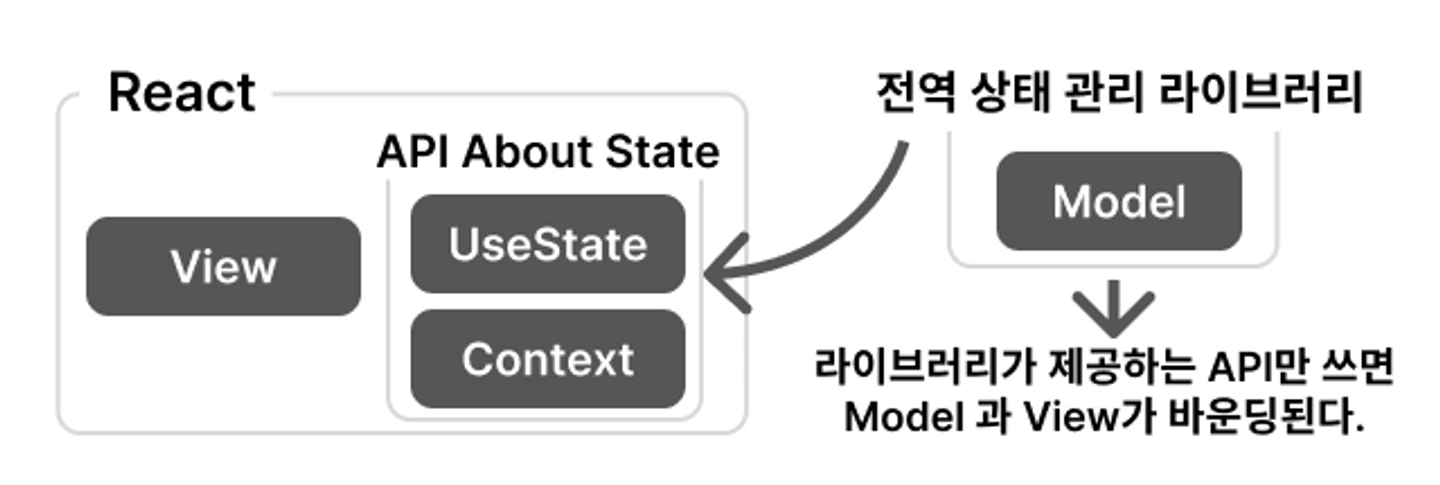 React
API About State
View
UseState
Context
전역 상태 관리 라이브러리
Model
라이브러리가 제공하는 API만 쓰면
Model 과 View가 바운딩된다.